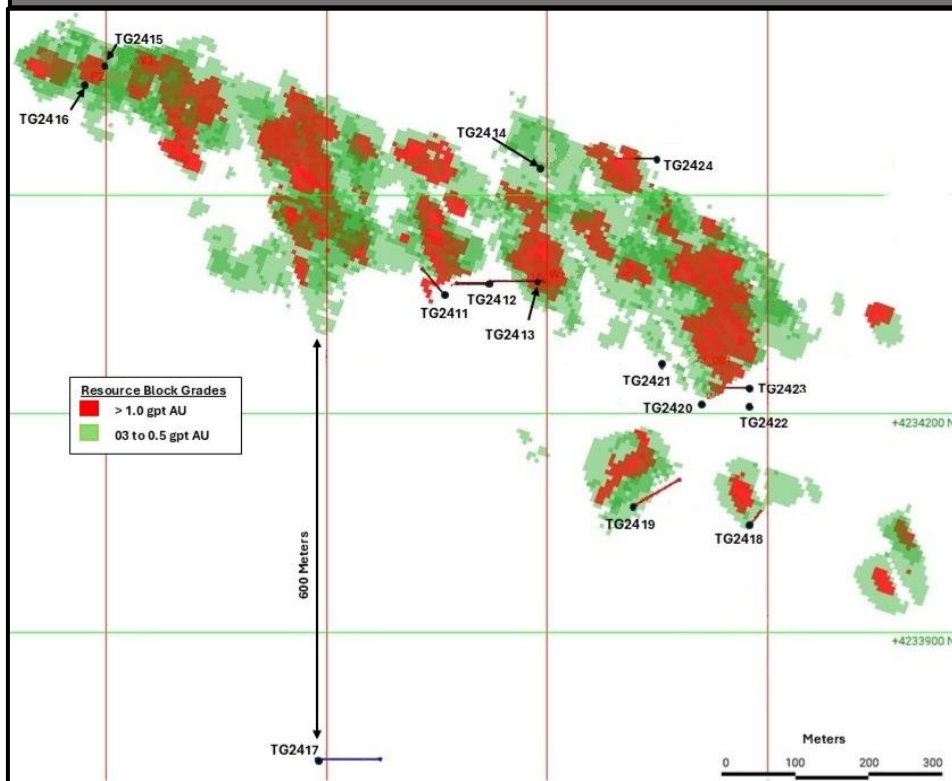 TG2415
TG2416
TG2414
TG2424
TG2412
TG2411
TG2413
TG2421
TG2423
TG2420
TG2422
Resource Block Grades
> 1.0 gpt AU
03 to 0.5 gpt AU
+4234200 N
TG2419
TG2418
600 Meters
+4233900 N
TG2417
Meters
0 100 200 300